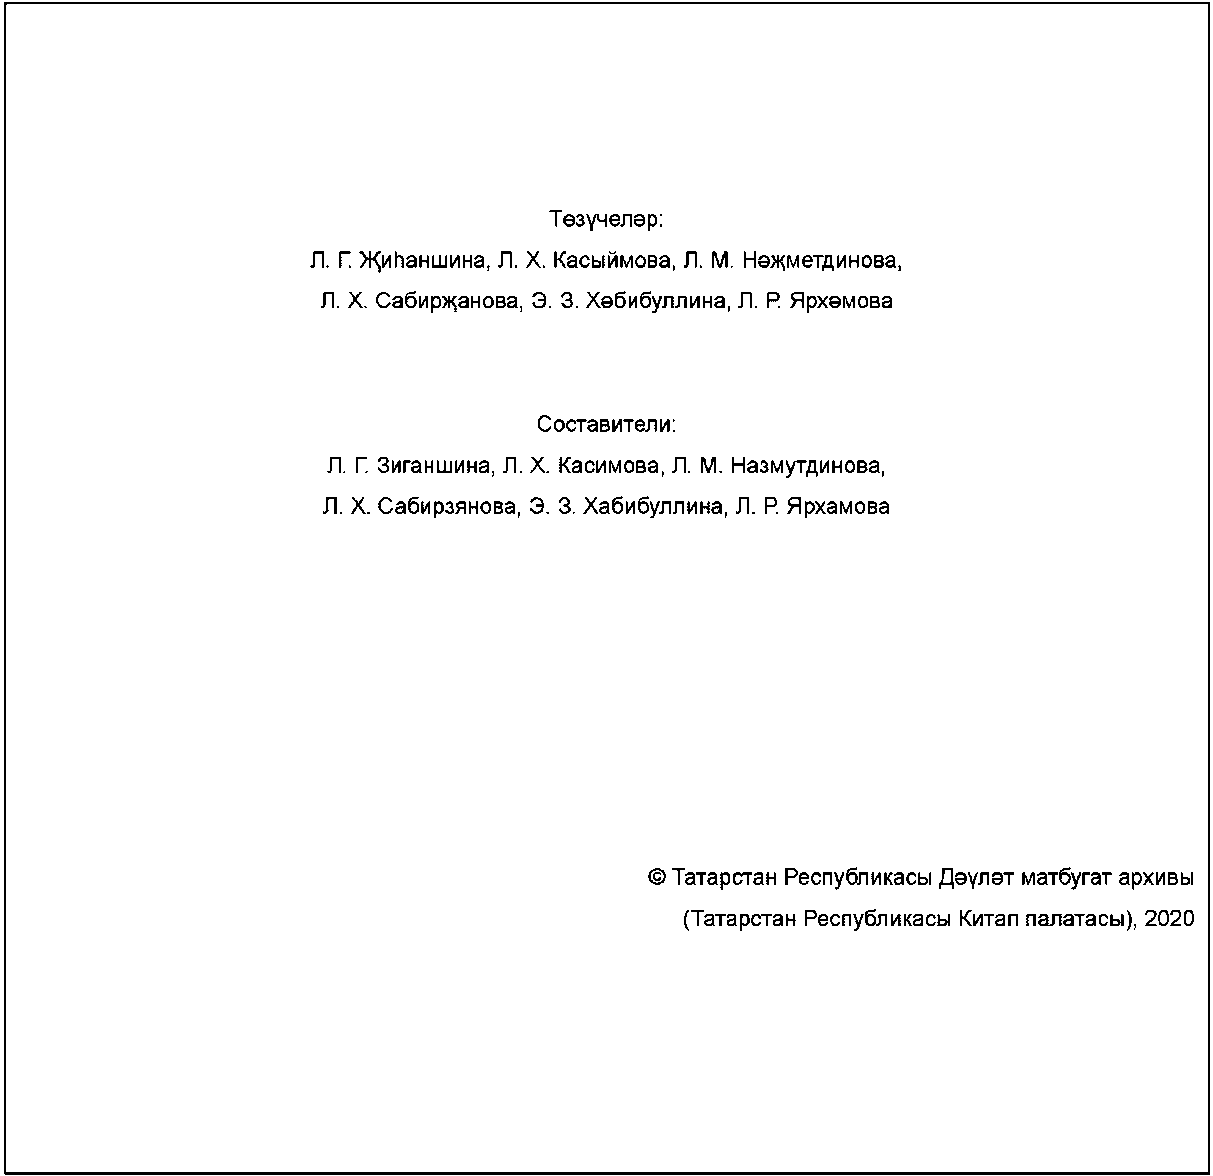 Төзүчеләр:
Л. Г. Җиһаншина, Л. Х. Касыймова, Л. М. Нәҗметдинова,
Л. Х. Сабирҗанова, Э. З. Хәбибуллина, Л. Р. Ярхәмова
Составители:
Л. Г. Зиганшина, Л. Х. Касимова, Л. М. Назмутдинова,
Л. Х. Сабирзянова, Э. З. Хабибуллина, Л. Р. Ярхамова
© Татарстан Республикасы Дәүләт матбугат архивы
(Татарстан Республикасы Китап палатасы), 2020